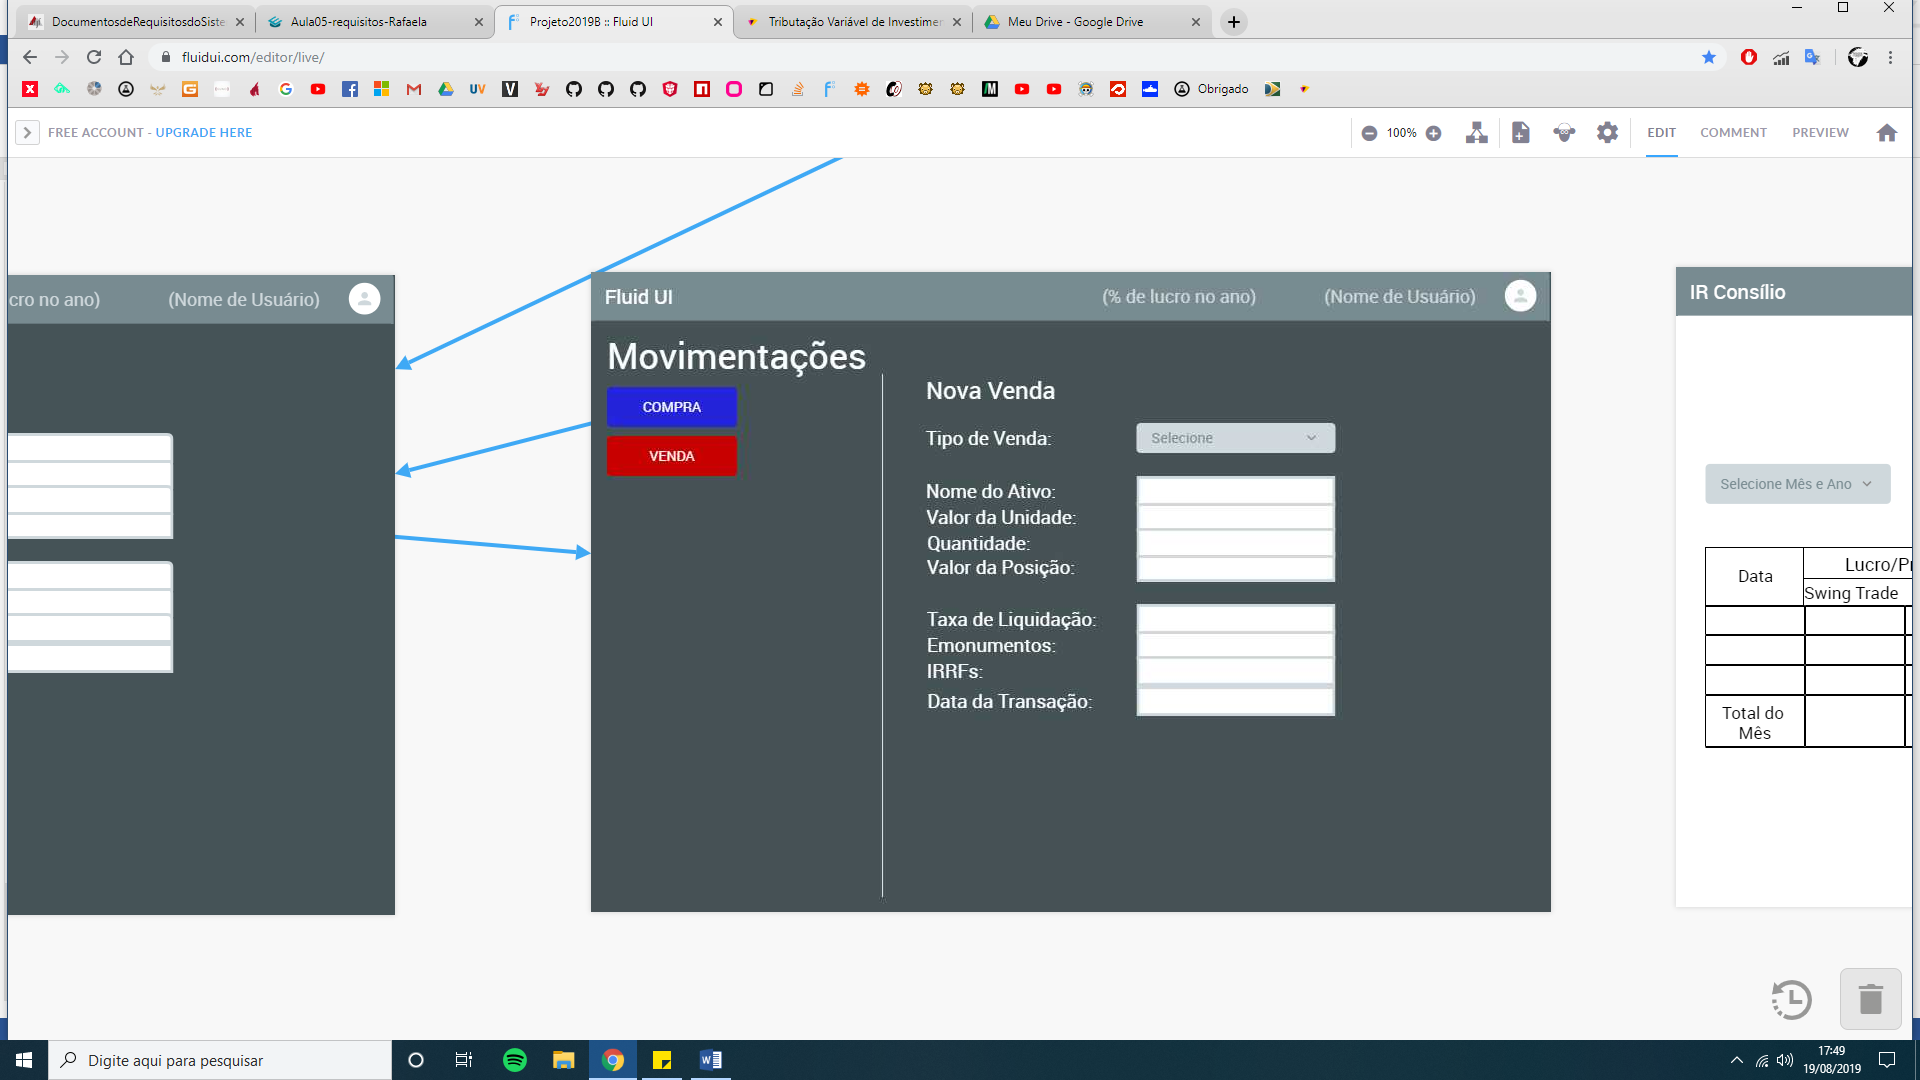 DocumentosdeRequisitosdoSiste
Aula05-requisitos-Rafaela
Projeto2019B :: Fluid UI
Tributação Variável de Investimen
Meu Drive - Google Drive
fluidui.com/editor/live/
Obrigado
FREE ACCOUNT - UPGRADE HERE
100%
EDIT
COMMENT
PREVIEW
cro no ano)
(Nome de Usuário)
Fluid UI
(% de lucro no ano)
(Nome de Usuário)
Movimentações
COMPRA
VENDA
Nova Venda
Tipo de Venda:
Selecione
Nome do Ativo:
Valor da Unidade:
Quantidade:
Valor da Posição:
Taxa de Liquidação:
Emonumentos:
IRRFs:
Data da Transação:
IR Consílio
Selecione Mês e Ano
Data
Lucro/Pr
Swing Trade
Total do
Mês
Digite aqui para pesquisar
17:49
19/08/2019